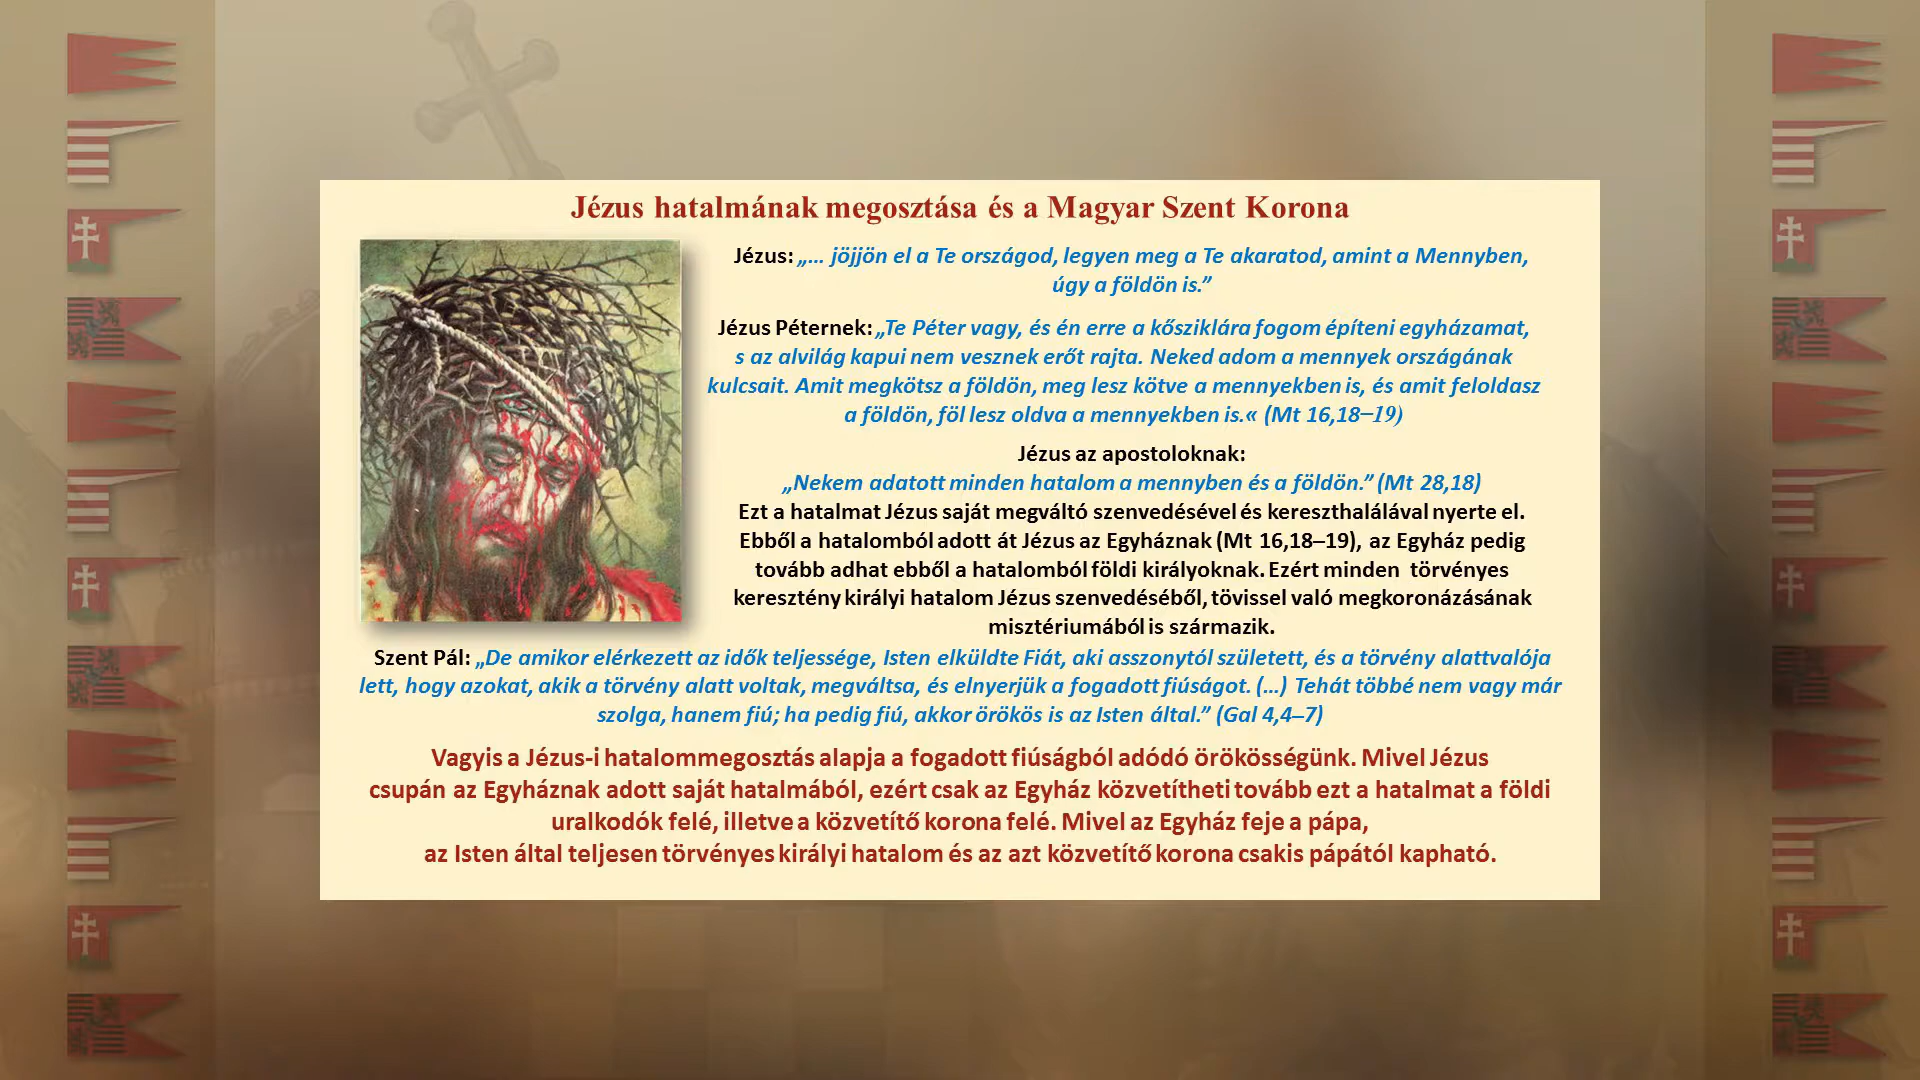 Jézus hatalmának megosztása és a Magyar Szent Korona
Jézus: „... jöjjön el a Te országod, legyen meg a Te akaratod, amint a Mennyben,
úgy a földön is.”
Jézus Péternek: „Te Péter vagy, és én erre a kősziklára fogom építeni egyházamat,
s az alvilág kapui nem vesznek erőt rajta. Neked adom a mennyek országának
kulcsait. Amit megkötsz a földön, meg lesz kötve a mennyekben is, és amit feloldasz
a földön, föl lesz oldva a mennyekben is.« (Mt 16,18–19)
Jézus az apostoloknak:
„Nekem adatott minden hatalom a mennyben és a földön.” (Mt 28,18)
Ezt a hatalmat Jézus saját megváltó szenvedésével és kereszthalálával nyerte el.
Ebből a hatalomból adott át Jézus az Egyháznak (Mt 16,18–19), az Egyház pedig
tovább adhat ebből a hatalomból földi királyoknak. Ezért minden törvényes
keresztény királyi hatalom Jézus szenvedéséből, tövissel való megkoronázásának
misztériumából is származik.
Szent Pál: „De amikor elérkezett az idők teljessége, Isten elküldte Fiát, aki asszonytól született, és a törvény alattvalója
lett, hogy azokat, akik a törvény alatt voltak, megváltsa, és elnyerjük a fogadott fiúságot. (...) Tehát többé nem vagy már
szolga, hanem fiú; ha pedig fiú, akkor örökös is az Isten által.” (Gal 4,4–7)
Vagyis a Jézus-i hatalommegosztás alapja a fogadott fiúságból adódó örökösségünk. Mivel Jézus
csupán az Egyháznak adott saját hatalmából, ezért csak az Egyház közvetítheti tovább ezt a hatalmat a földi
uralkodók felé, illetve a közvetítő korona felé. Mivel az Egyház feje a pápa,
az Isten által teljesen törvényes királyi hatalom és az azt közvetítő korona csakis pápától kapható.